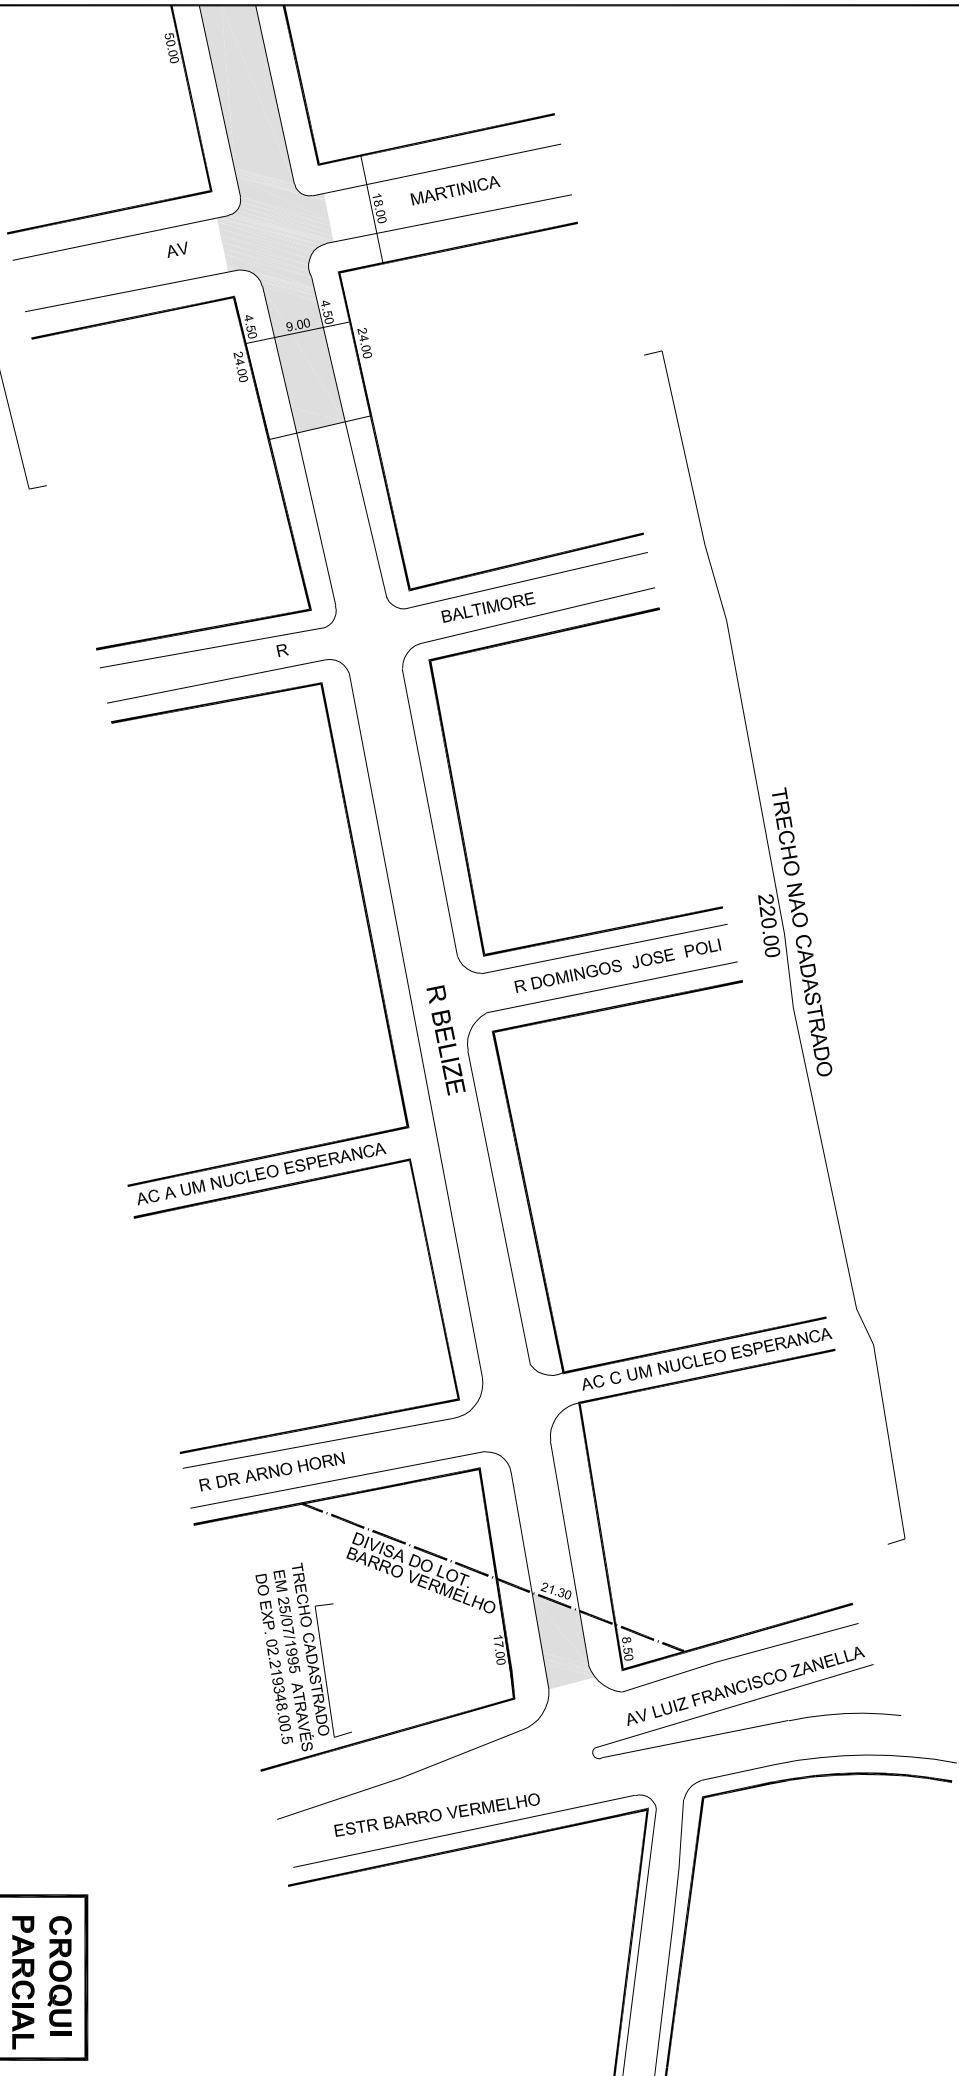 50.00
MARTINICA
18.00
AV
4.50
9.00
4.50
24.00
24.00
BALTIMORE
R
TRECHO NAO CADASTRADO
220.00
R DOMINGOS JOSE POLI
R BELIZE
AC A UM NUCLEO ESPERANCA
AC C UM NUCLEO ESPERANCA
R DR ARNO HORN
DIVISA DO LOT.
BARRO VERMELHO
21.30
8.50
17.00
TRECHO CADASTRADO
EM 25/07/1995 ATRAVÉS
DO EXP. 02.219348.00.5
AV LUIZ FRANCISCO ZANELLA
ESTR BARRO VERMELHO
CROQUI
PARCIAL